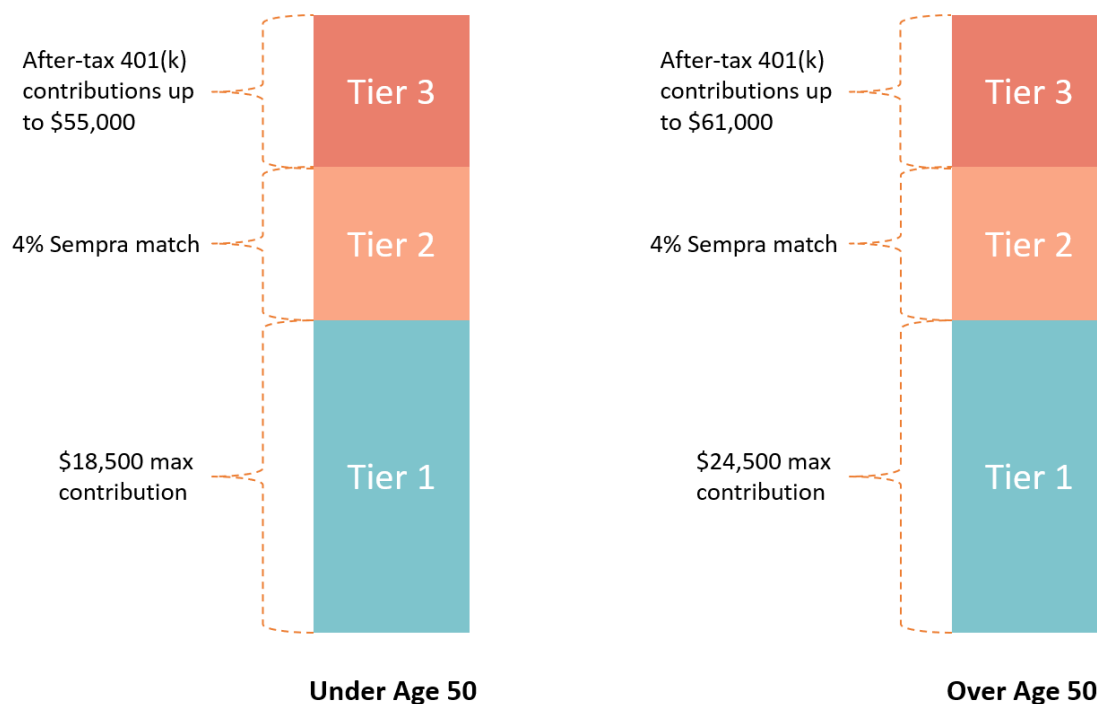 After-tax 401(k)
contributions up
to $55,000
Tier 3
4% Sempra match
Tier 2
$18,500 max
contribution
Tier 1
Under Age 50
After-tax 401(k)
contributions up
to $61,000
Tier 3
4% Sempra match
Tier 2
$24,500 max
contribution
Tier 1
Over Age 50